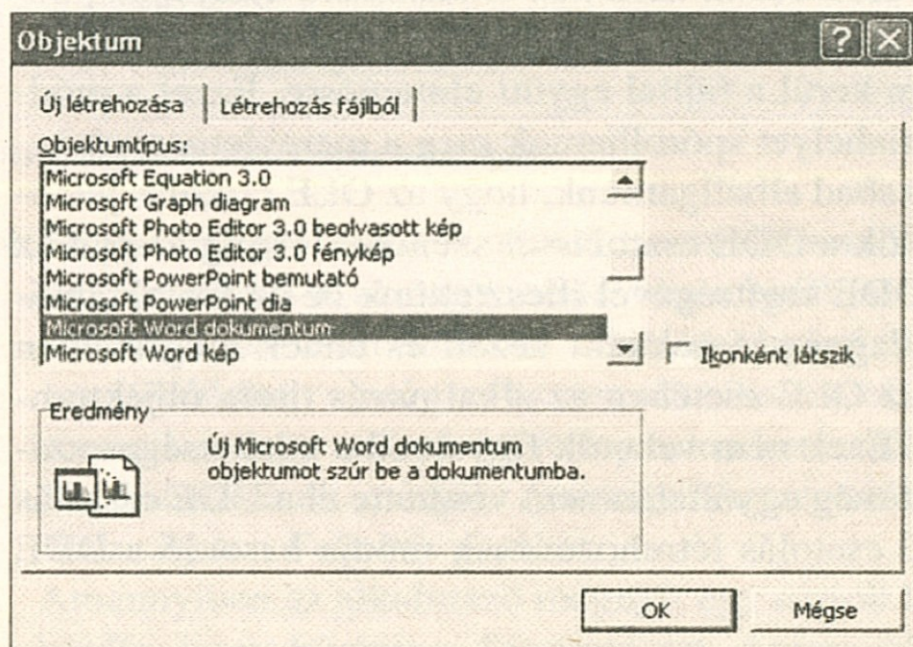 Objektum
Új létrehozása
Létrehozás fájlból
Objektumtípus:
Microsoft Equation 3.0
Microsoft Graph diagram
Microsoft Photo Editor 3.0 beolvasott kép
Microsoft Photo Editor 3.0 fénykép
Microsoft PowerPoint bemutató
Microsoft PowerPoint dia
Microsoft Word dokumentum
Microsoft Word kép
Ikonként látszik
Eredmény
Új Microsoft Word dokumentum
objektumot szúr be a dokumentumba.
OK
Mégse